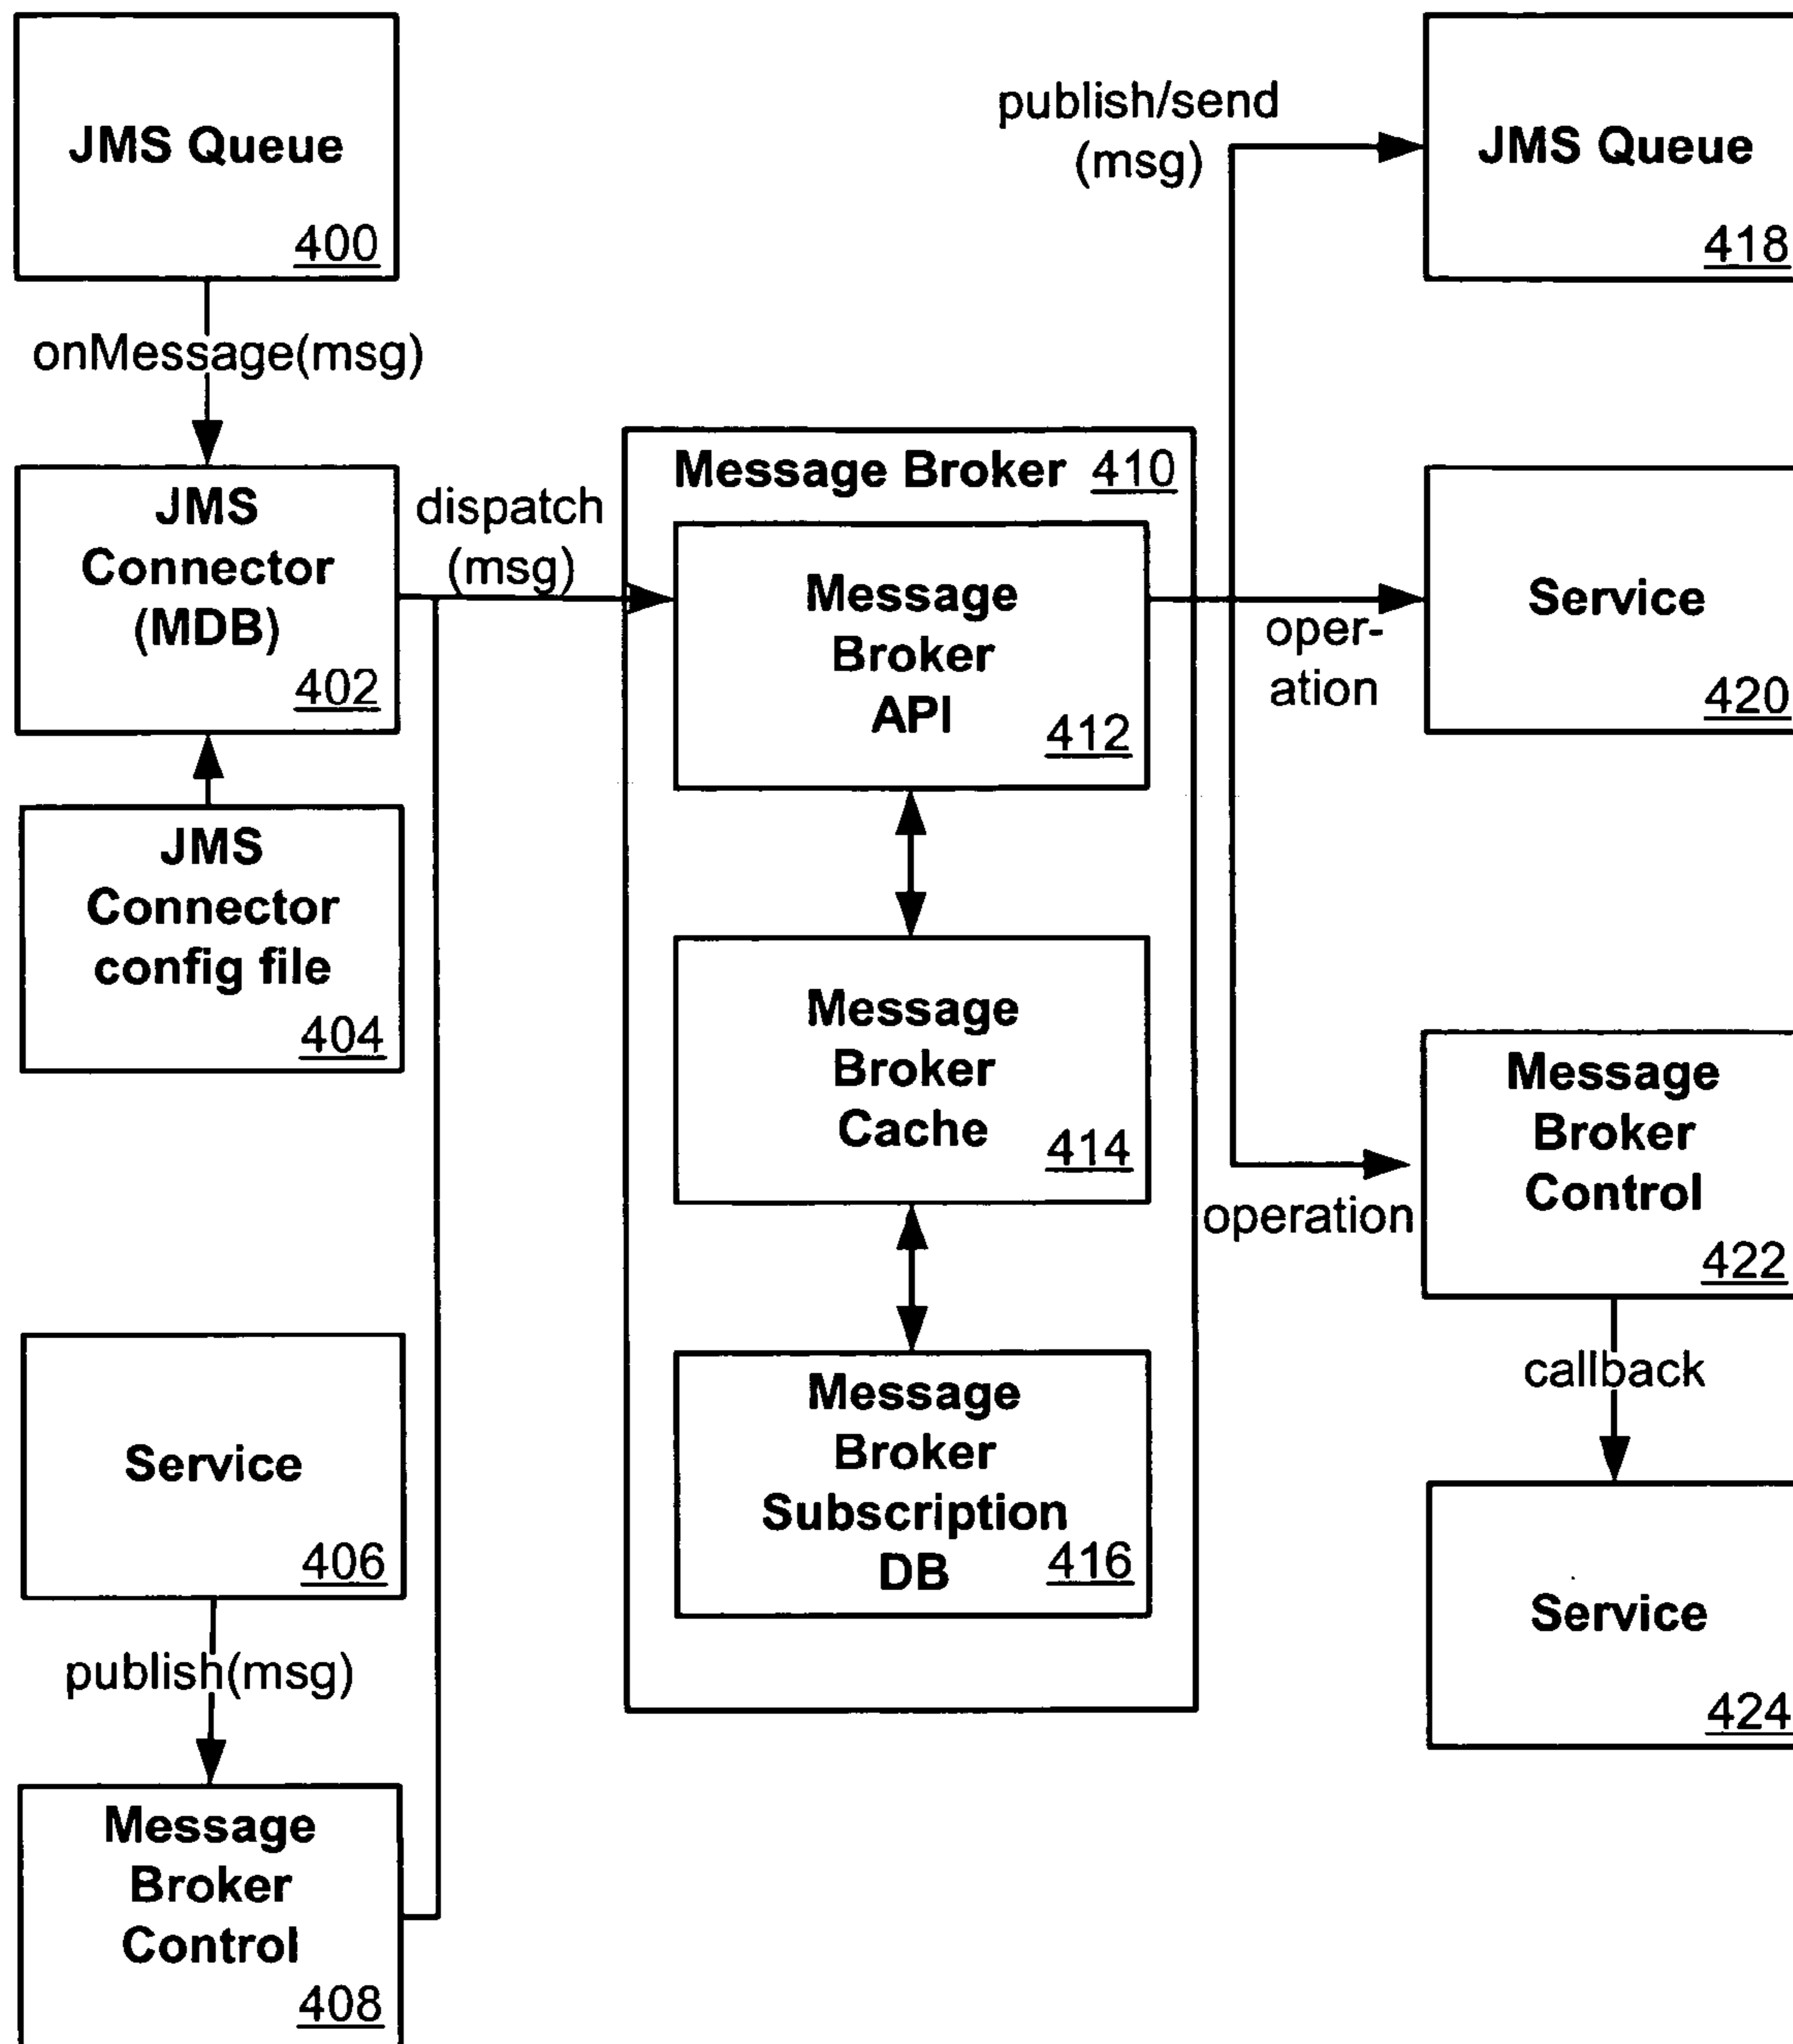 JMS Queue
400
onMessage(msg)
JMS
Connector
(MDB)
402
JMS
Connector
config file
404
Service
406
publish(msg)
Message
Broker
Control
408
dispatch
(msg)
Message Broker 410
Message
Broker
API
412
Message
Broker
Cache
414
Message
Broker
Subscription
DB
416
publish/send
(msg)
JMS Queue
418
oper-
ation
Service
420
operation
Message
Broker
Control
422
callback
Service
424